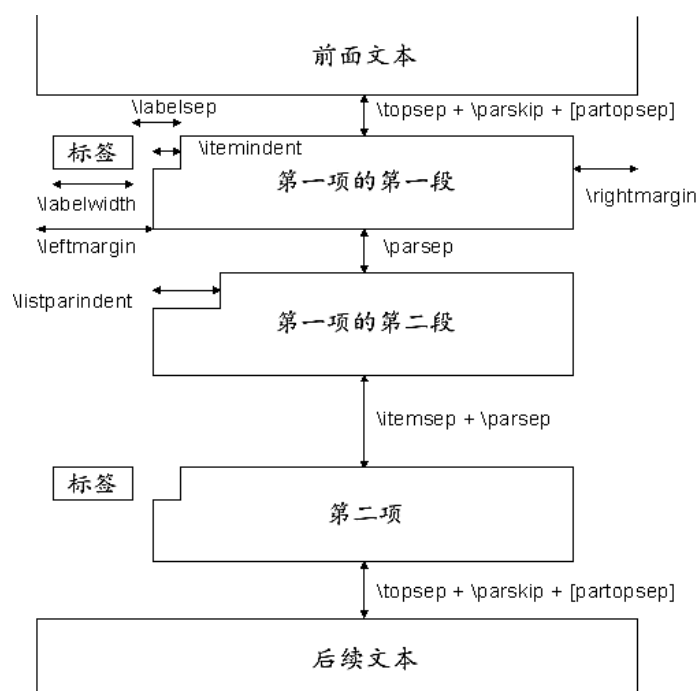 前面文本
\labelsep
\topsep + \parskip + [partopsep]
标签
\itemindent
第一项的第一段
\labelwidth
\rightmargin
\leftmargin
\parsep
\listparindent
第一项的第二段
\itemsep + \parsep
标签
第二项
\topsep + \parskip + [partopsep]
后续文本